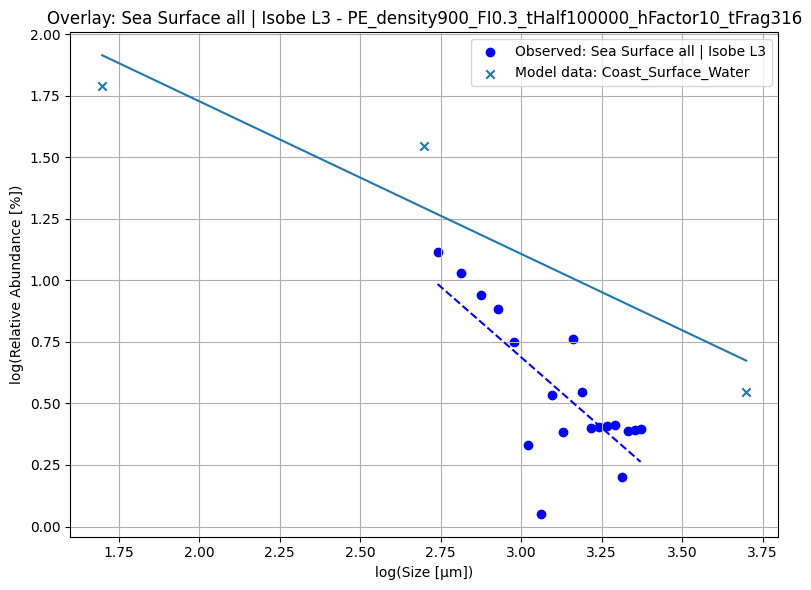 Overlay: Sea Surface all | Isobe L3 - PE_density900_FI0.3_tHalf100000_hFactor10_tFrag316
Observed: Sea Surface all | Isobe L3
Model data: Coast_Surface_Water
log(Relative Abundance [%])
2.00
1.75
1.50
1.25
1.00
0.75
0.50
0.25
0.00
1.75 2.00 2.25 2.50 2.75 3.00 3.25 3.50 3.75
log(Size [μm])